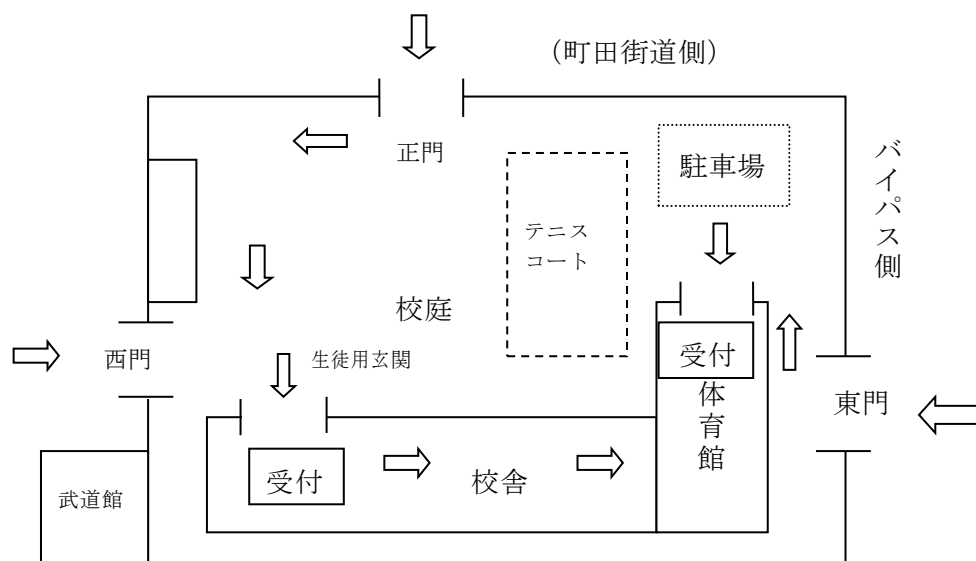 (町田街道側)
正門
駐車場
バイパス側
テニス
コート
校庭
西門
生徒用玄関
受付
体育館
東門
受付
校舎
武道館